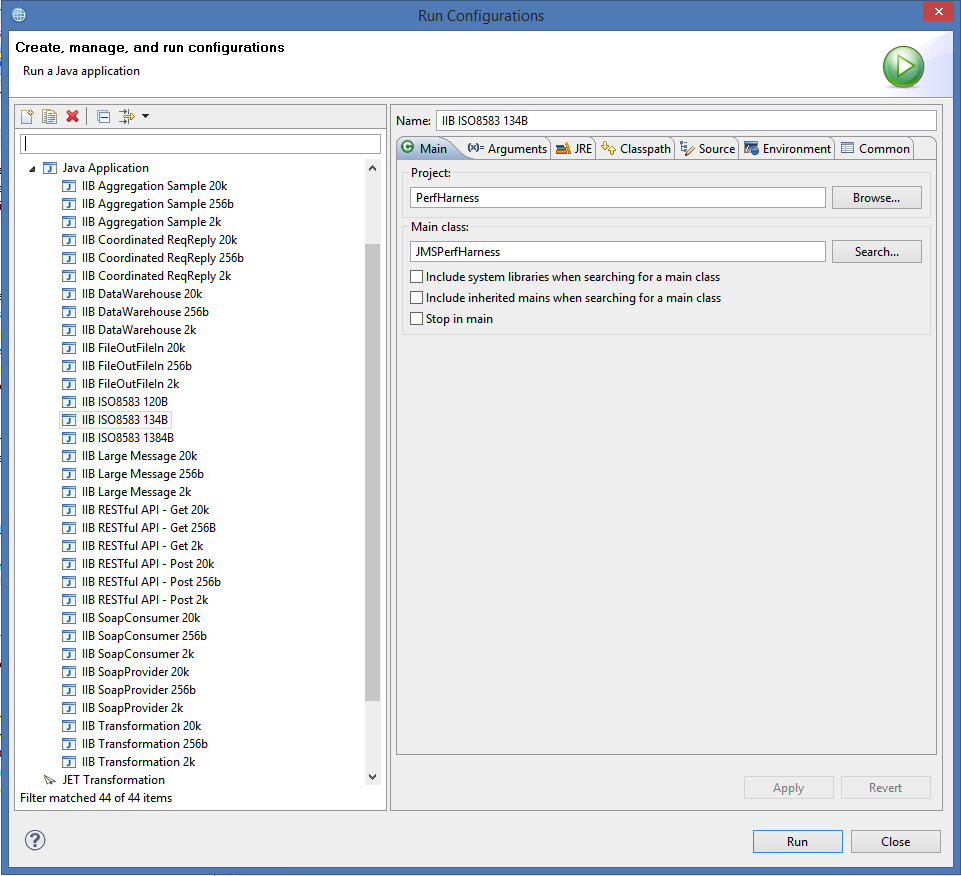 Run Configurations
Create, manage, and run configurations
Run a Java application
Java Application
IIB Aggregation Sample 20k
IIB Aggregation Sample 256b
IIB Aggregation Sample 2k
IIB Coordinated ReqReply 20k
IIB Coordinated ReqReply 256b
IIB Coordinated ReqReply 2k
IIB DataWarehouse 20k
IIB DataWarehouse 256b
IIB DataWarehouse 2k
IIB FileOutFileIn 20k
IIB FileOutFileIn 256b
IIB FileOutFileIn 2k
IIB ISO8583 120B
IIB ISO8583 134B
IIB ISO8583 1384B
IIB Large Message 20k
IIB Large Message 256b
IIB Large Message 2k
IIB RESTful API - Get 20k
IIB RESTful API - Get 256B
IIB RESTful API - Get 2k
IIB RESTful API - Post 20k
IIB RESTful API - Post 256b
IIB RESTful API - Post 2k
IIB SoapConsumer 20k
IIB SoapConsumer 256b
IIB SoapConsumer 2k
IIB SoapProvider 20k
IIB SoapProvider 256b
IIB SoapProvider 2k
IIB Transformation 20k
IIB Transformation 256b
IIB Transformation 2k
JET Transformation
Filter matched 44 of 44 items
Name: IIB ISO8583 134B
Main (x)= Arguments JRE Classpath Source Environment Common
Project:
PerfHarness Browse...
Main class:
JMSPerfHarness Search...
Include system libraries when searching for a main class
Include inherited mains when searching for a main class
Stop in main
Apply Revert
? Run Close